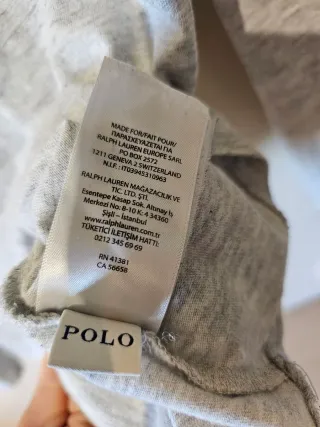 MADE FOR/FAIT POUR/
ΠΑΡΑΣΚΕΥΑΖΕΤΑΙ ΓΙΑ
RALPH LAUREN EUROPE SARL
PO BOX 2572
1211 GENEVA 2 SWITZERLAND
N.I.F.: IT03945310963
RALPH LAUREN MAĞAZACILIK VE
TİC. LTD. ŞTİ.
Esentepe Kasap Sok. Altınay İş
Merkezi No: 8-10 K: 4 34360
Şişli - İstanbul
www.ralphlauren.com.tr
TÜKETİCİ İLETİŞİM HATTI:
0212 345 69 69
RN 41381
CA 56658
POLO